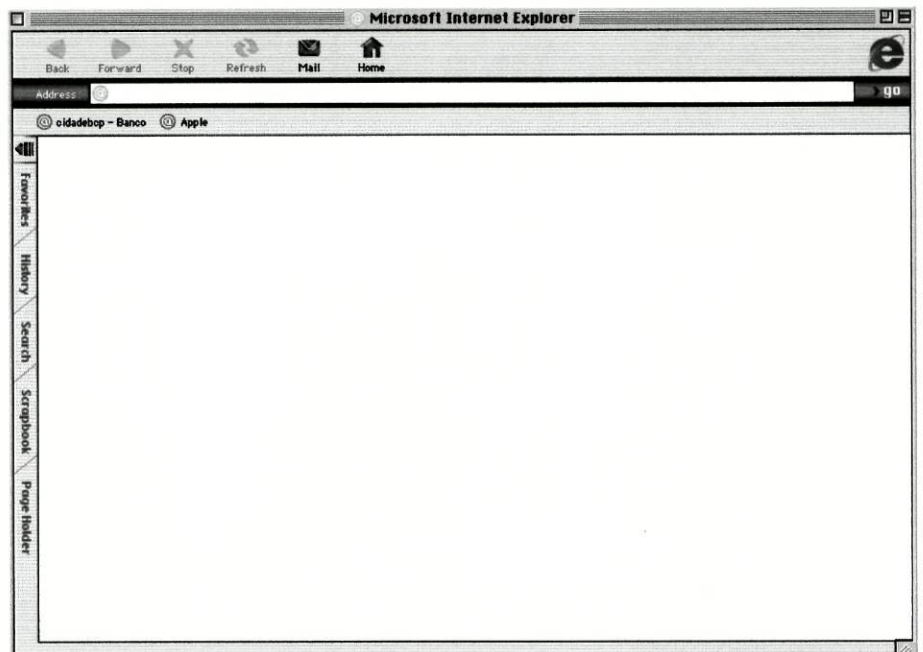 Microsoft Internet Explorer
Back Forward Stop Refresh Mail Home
Address: go
@ cidadebcp - Banco @ Apple
Favorites
History
Search
Scrapbook
Page Holder